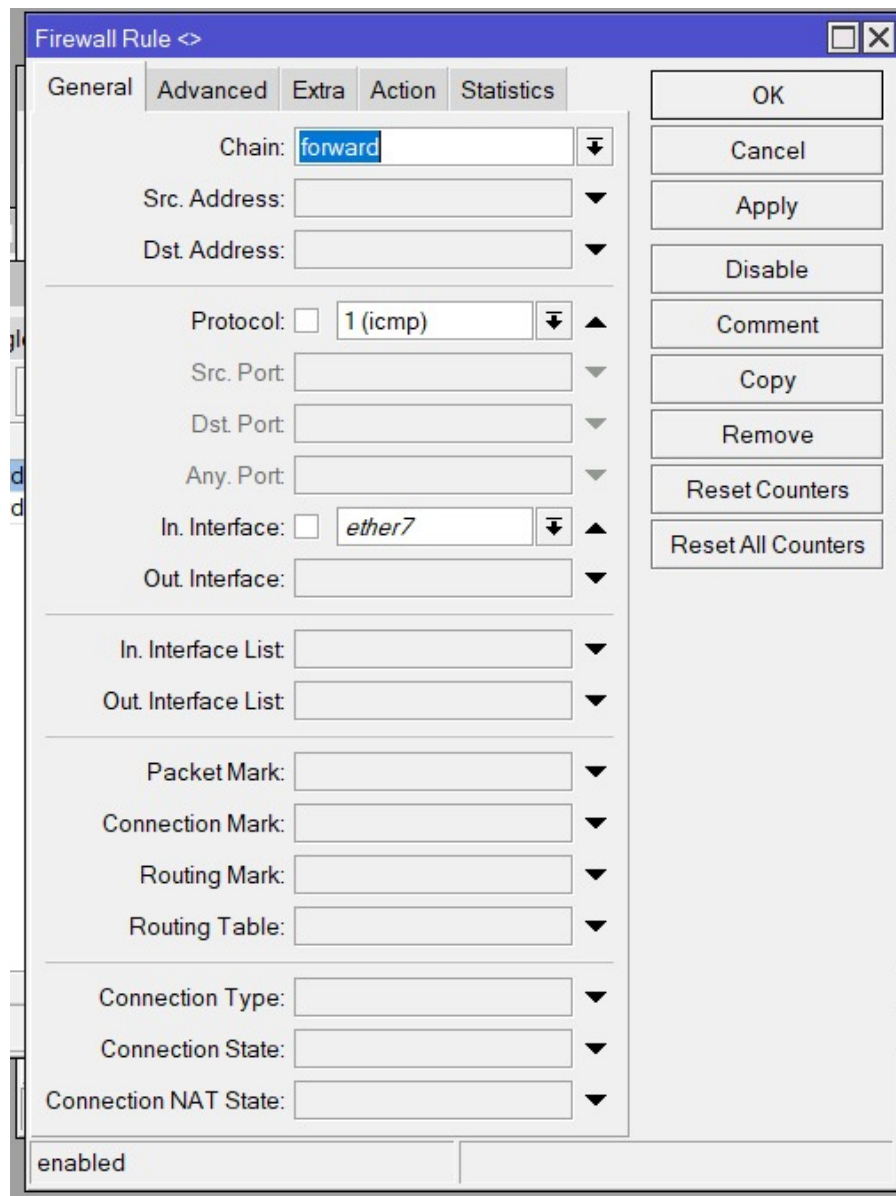 Firewall Rule <>
General Advanced Extra Action Statistics
OK
Chain: forward
Cancel
Src. Address:
Apply
Dst. Address:
Disable
Protocol: 1 (icmp)
Comment
Src. Port:
Copy
Dst. Port:
Remove
Any. Port:
Reset Counters
In. Interface: ether7
Reset All Counters
Out. Interface:
In. Interface List:
Out. Interface List:
Packet Mark:
Connection Mark:
Routing Mark:
Routing Table:
Connection Type:
Connection State:
Connection NAT State:
enabled